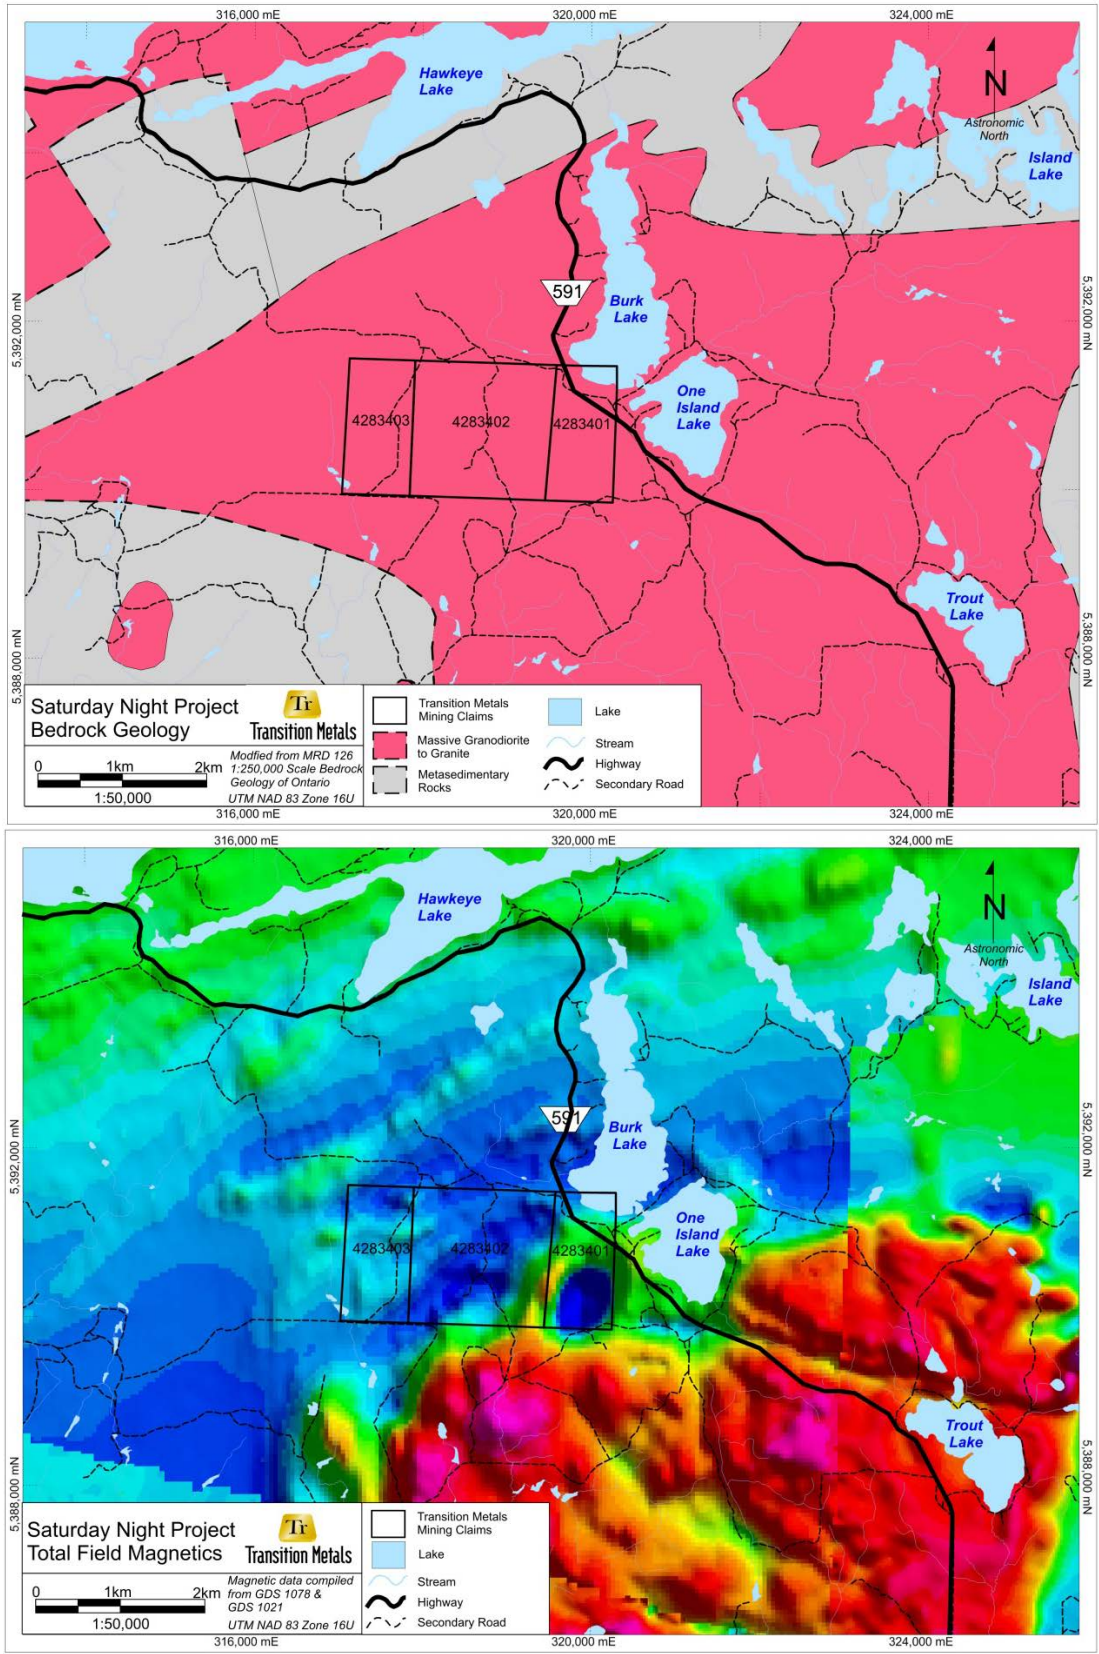 316,000 mE
320,000 mE
324,000 mE
Hawkeye
Lake
N
Astronomic
North
Island
Lake
5,392,000 mN
5,392,000 mN
591
Burk
Lake
One
Island
Lake
4283403
4283402
4283401
Trout
Lake
5,388,000 mN
5,388,000 mN
Saturday Night Project
Bedrock Geology
Tr
Transition Metals
0 1km 2km
1:50,000
Modfied from MRD 126
1:250,000 Scale Bedrock
Geology of Ontario
UTM NAD 83 Zone 16U
Transition Metals
Mining Claims
Massive Granodiorite
to Granite
Metasedimentary
Rocks
Lake
Stream
Highway
Secondary Road
316,000 mE
320,000 mE
324,000 mE
316,000 mE
320,000 mE
324,000 mE
Hawkeye
Lake
N
Astronomic
North
Island
Lake
5,392,000 mN
5,392,000 mN
591
Burk
Lake
One
Island
Lake
4283403
4283402
4283401
Trout
Lake
5,388,000 mN
5,388,000 mN
Saturday Night Project
Total Field Magnetics
Tr
Transition Metals
0 1km 2km
1:50,000
Magnetic data compiled
from GDS 1078 &
GDS 1021
UTM NAD 83 Zone 16U
Transition Metals
Mining Claims
Lake
Stream
Highway
Secondary Road
316,000 mE
320,000 mE
324,000 mE